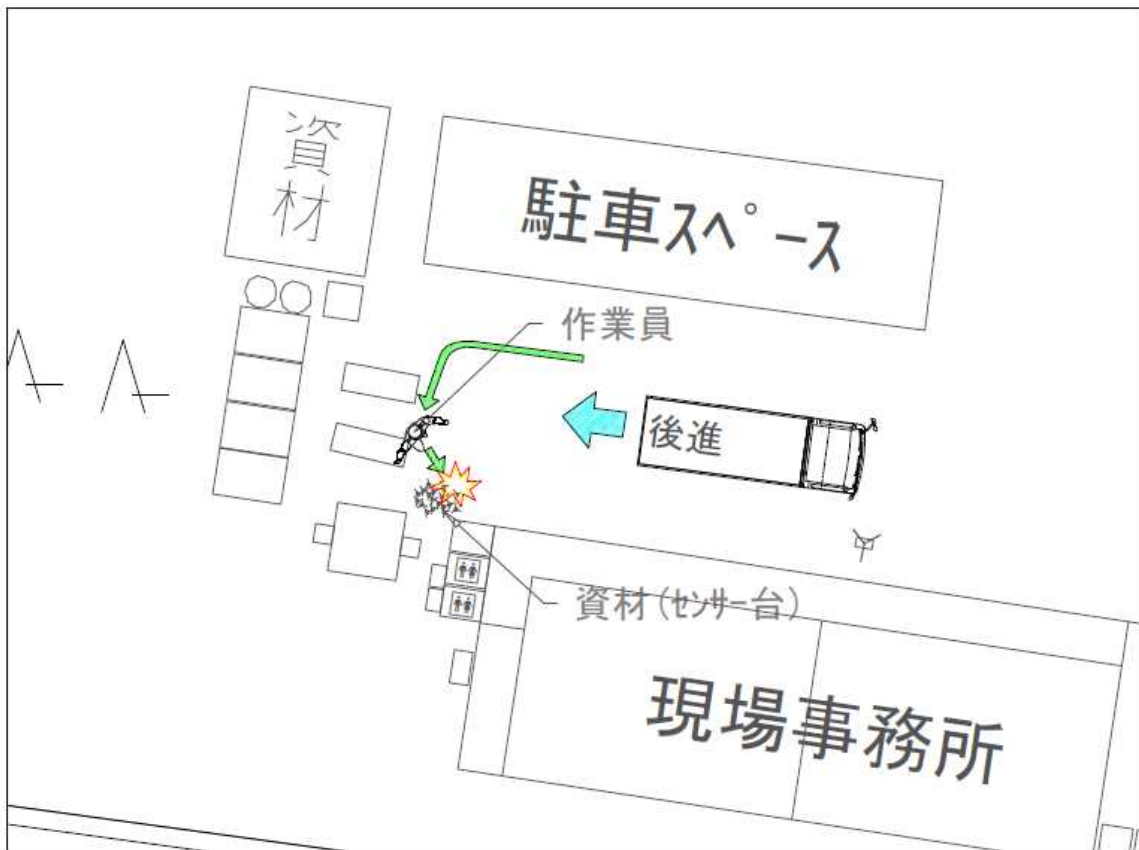 資材
駐車スペース
作業員
後進
資材(センサー台)
現場事務所